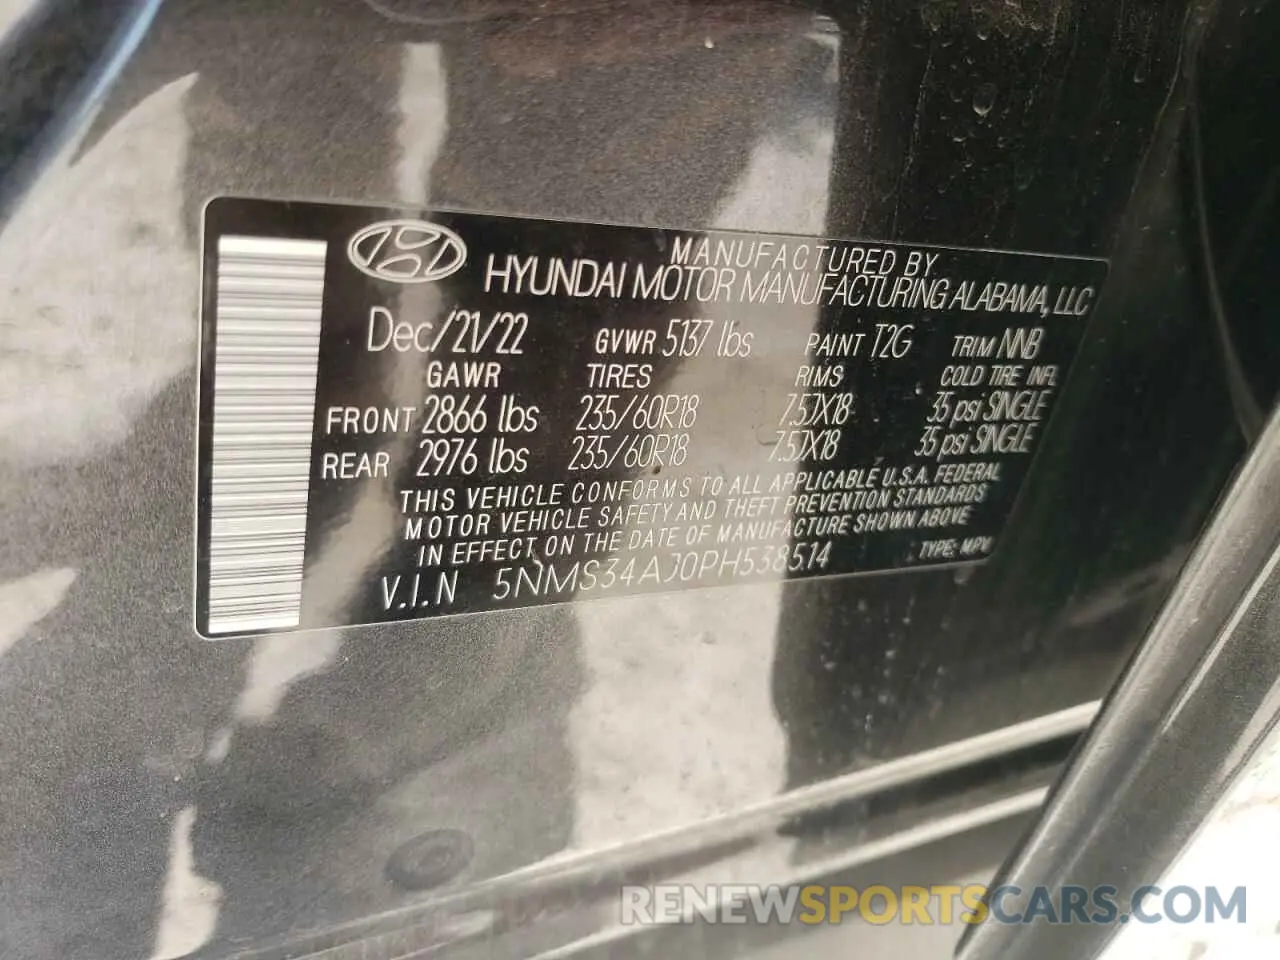 MANUFACTURED BY
HYUNDAI MOTOR MANUFACTURING ALABAMA, LLC
Dec/21/22 GVWR 5137 lbs PAINT T2G TRIM NNB
GAWR TIRES RIMS COLD TIRE INFL
FRONT 2866 lbs 235/60R18 7.5JX18 35 psi SINGLE
REAR 2976 lbs 235/60R18 7.5JX18 35 psi SINGLE
THIS VEHICLE CONFORMS TO ALL APPLICABLE U.S.A. FEDERAL
MOTOR VEHICLE SAFETY AND THEFT PREVENTION STANDARDS
IN EFFECT ON THE DATE OF MANUFACTURE SHOWN ABOVE
V.I.N 5NMS34AJ0PH538514 TYPE: MPV
RENEWSPORTSCARS.COM